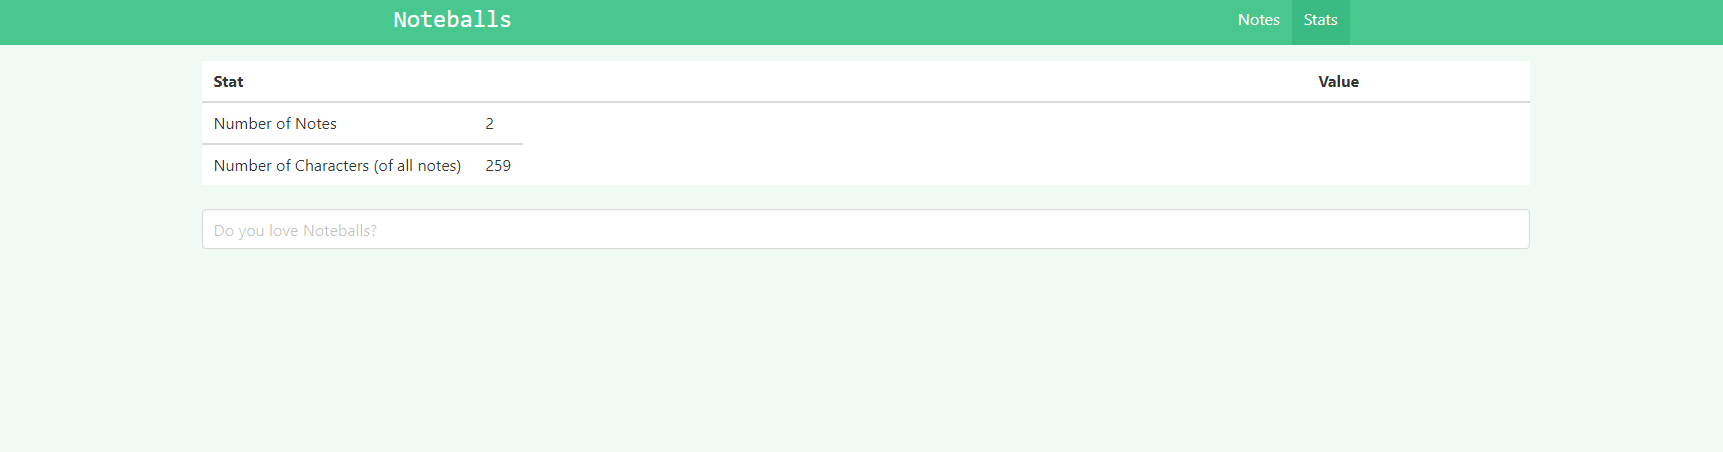 Noteballs Notes Stats
Stat Value
Number of Notes 2
Number of Characters (of all notes) 259
Do you love Noteballs?